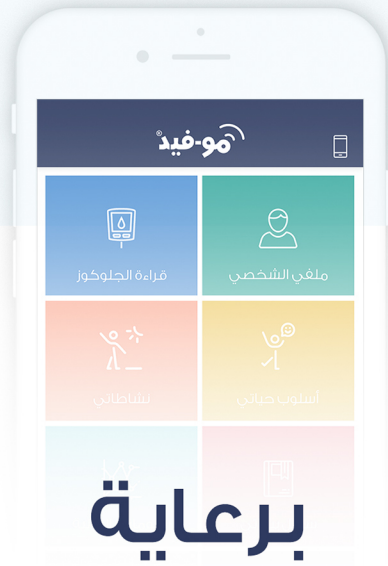 مو-فيد®
ملفي الشخصي
قراءة الجلوكوز
أسلوب حياتي
نشاطاتي
برعاية